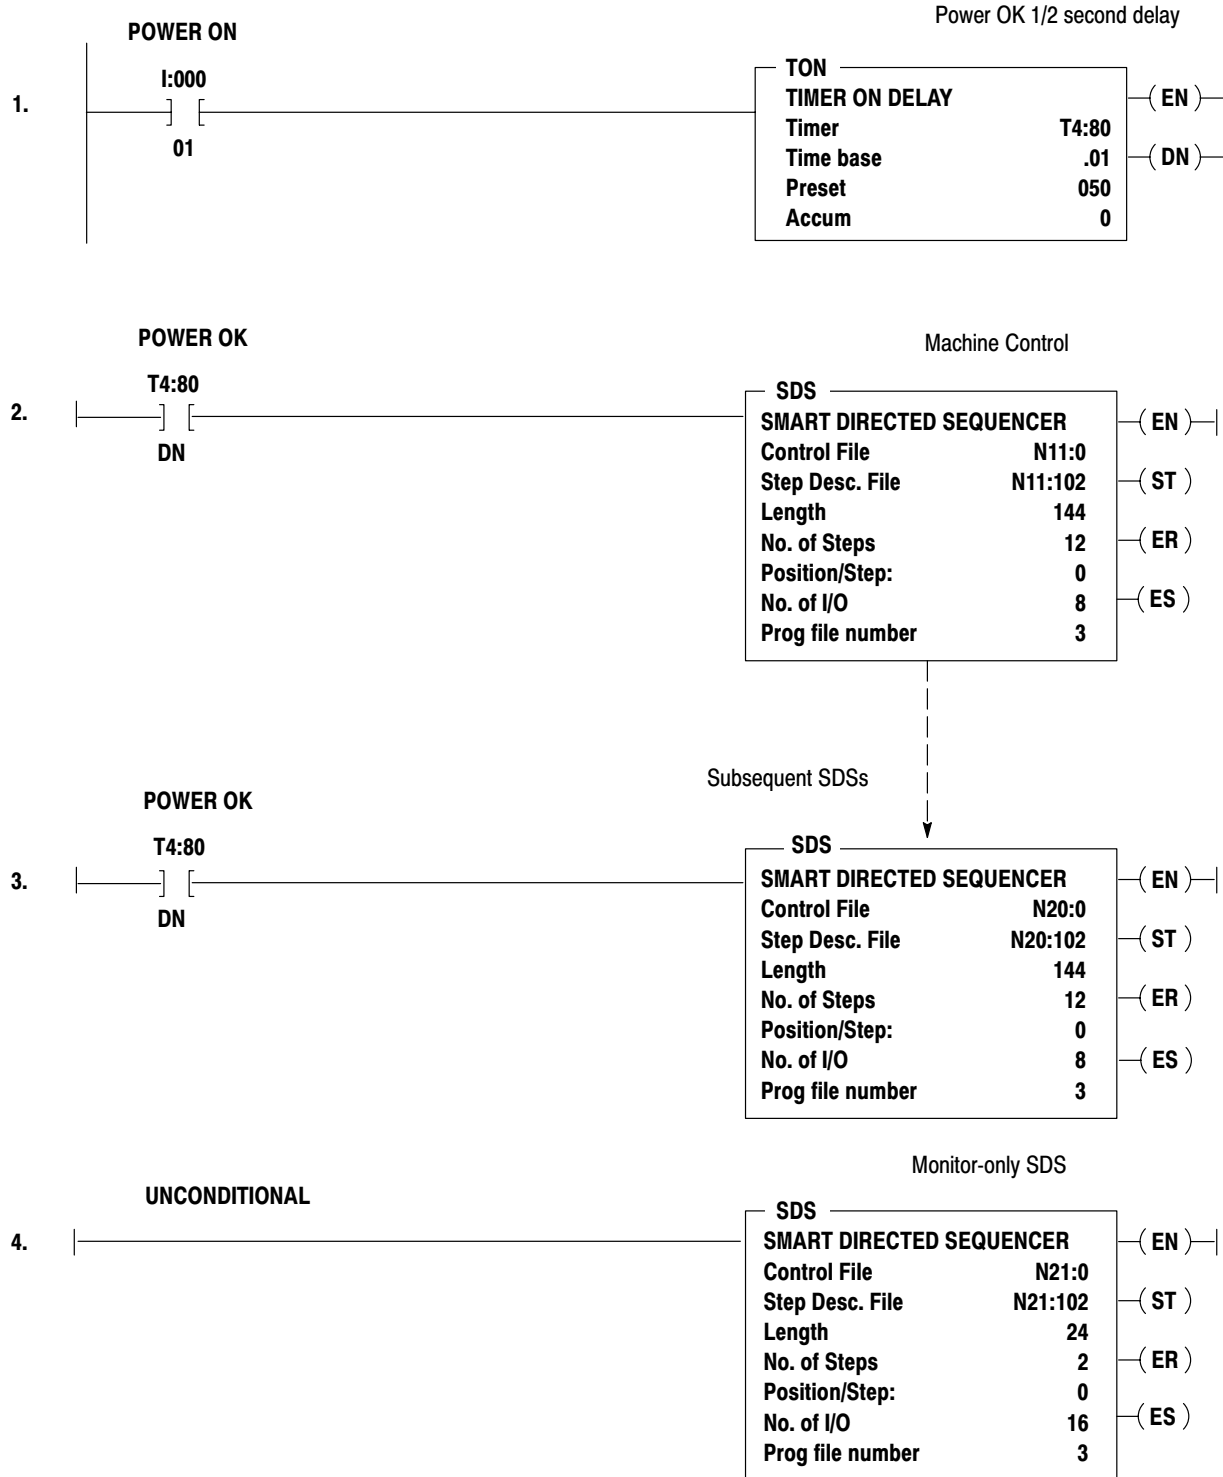 Power OK 1/2 second delay
POWER ON
1.
I:000
01
TON
TIMER ON DELAY
Timer T4:80
Time base .01
Preset 050
Accum 0
EN
DN
POWER OK
Machine Control
2.
T4:80
DN
SDS
SMART DIRECTED SEQUENCER
Control File N11:0
Step Desc. File N11:102
Length 144
No. of Steps 12
Position/Step: 0
No. of I/O 8
Prog file number 3
EN
ST
ER
ES
Subsequent SDSs
POWER OK
3.
T4:80
DN
SDS
SMART DIRECTED SEQUENCER
Control File N20:0
Step Desc. File N20:102
Length 144
No. of Steps 12
Position/Step: 0
No. of I/O 8
Prog file number 3
EN
ST
ER
ES
Monitor-only SDS
UNCONDITIONAL
4.
SDS
SMART DIRECTED SEQUENCER
Control File N21:0
Step Desc. File N21:102
Length 24
No. of Steps 2
Position/Step: 0
No. of I/O 16
Prog file number 3
EN
ST
ER
ES